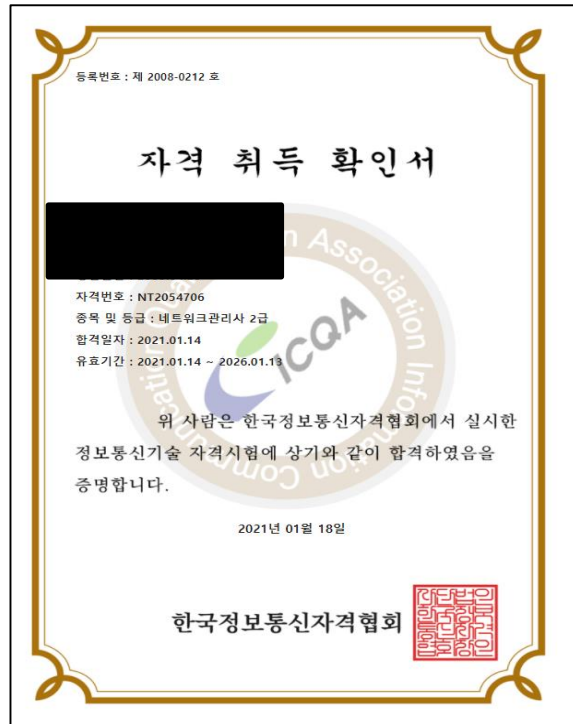 등록번호 : 제 2008-0212 호
자격 취득 확인서
자격번호 : NT2054706
종목 및 등급 : 네트워크관리사 2급
합격일자 : 2021.01.14
유효기간 : 2021.01.14 ~ 2026.01.13
ICQA
Association Information Communication
위 사람은 한국정보통신자격협회에서 실시한
정보통신기술 자격시험에 상기와 같이 합격하였음을
증명합니다.
2021년 01월 18일
한국정보통신자격협회